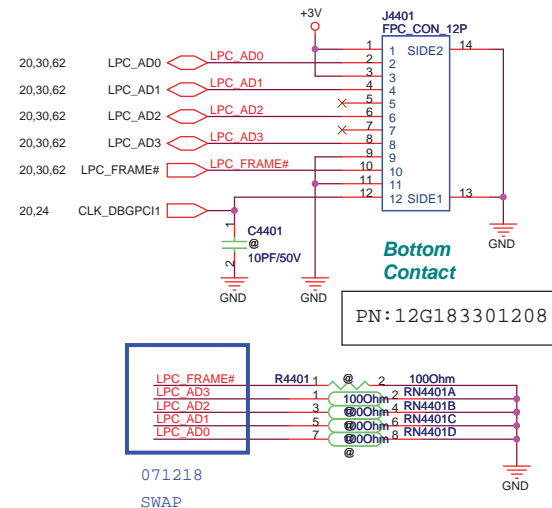 J4401
+3V FPC_CON_12P
1 1 SIDE2 14
20,30,62 LPC_AD0 LPC_AD0 2 2
3 3
20,30,62 LPC_AD1 LPC_AD1 4 4
5 5
20,30,62 LPC_AD2 LPC_AD2 6 6
7 7
20,30,62 LPC_AD3 LPC_AD3 8 8
9 9
20,30,62 LPC_FRAME# LPC_FRAME# 10 10
11 11
12 12 SIDE1 13
20,24 CLK_DBGPCI1
1 C4401
@
2 10PF/50V
GND GND GND
Bottom
Contact
PN:12G183301208
LPC_FRAME# R4401 1 @ 2 100Ohm
LPC_AD3 1 100Ohm 2 RN4401A
LPC_AD2 3 @ 100Ohm 4 RN4401B
LPC_AD1 5 @ 100Ohm 6 RN4401C
LPC_AD0 7 @ 100Ohm 8 RN4401D
@
GND
071218
SWAP